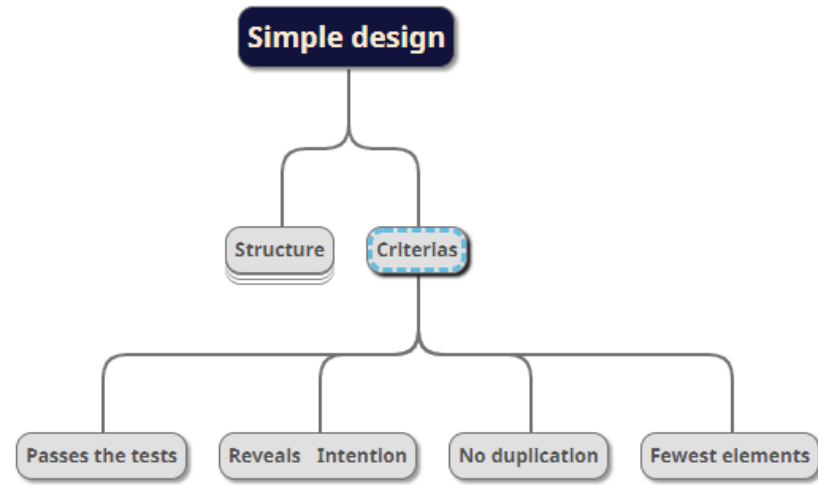 Simple design
Structure
Criterias
Passes the tests
Reveals   Intention
No duplication
Fewest elements